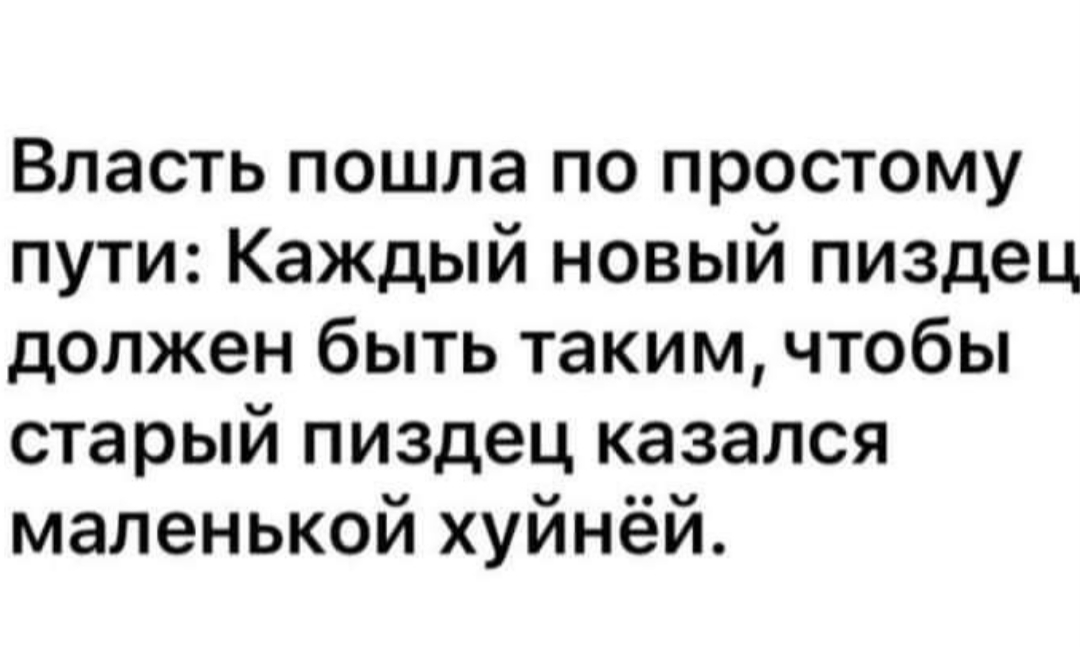 Власть пошла по простому
пути: Каждый новый пиздец
должен быть таким, чтобы
старый пиздец казался
маленькой хуйнёй.